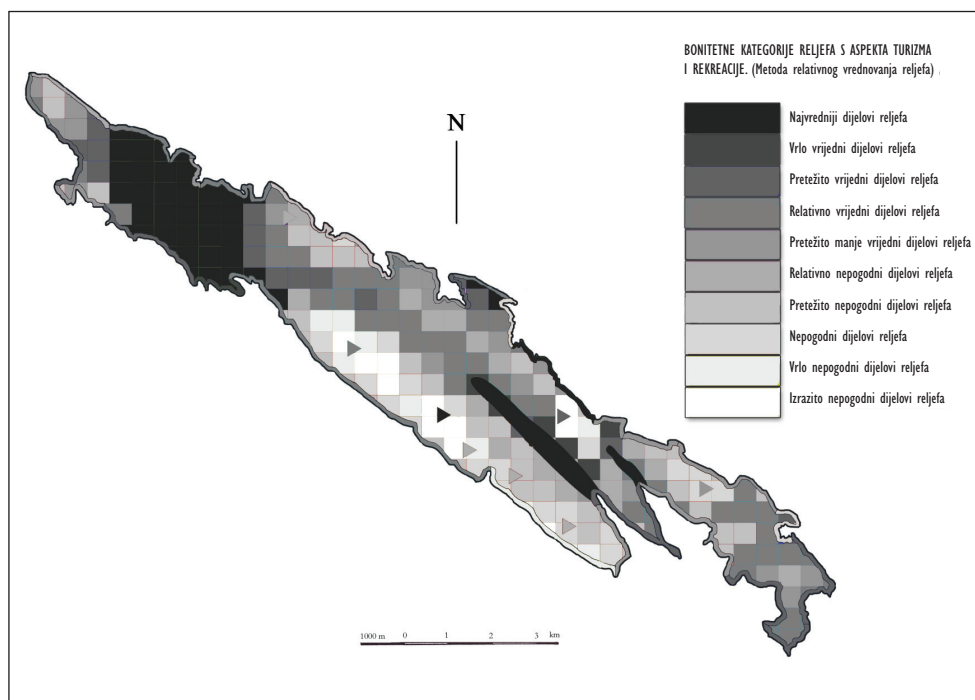 BONITETNE KATEGORIJE RELJEFA S ASPEKTA TURIZMA
I REKREACIJE. (Metoda relativnog vrednovanja reljefa)
N
Najvredniji dijelovi reljefa
Vrlo vrijedni dijelovi reljefa
Pretežito vrijedni dijelovi reljefa
Relativno vrijedni dijelovi reljefa
Pretežito manje vrijedni dijelovi reljefa
Relativno nepogodni dijelovi reljefa
Pretežito nepogodni dijelovi reljefa
Nepogodni dijelovi reljefa
Vrlo nepogodni dijelovi reljefa
Izrazito nepogodni dijelovi reljefa
1000 m 0 1 2 3 km